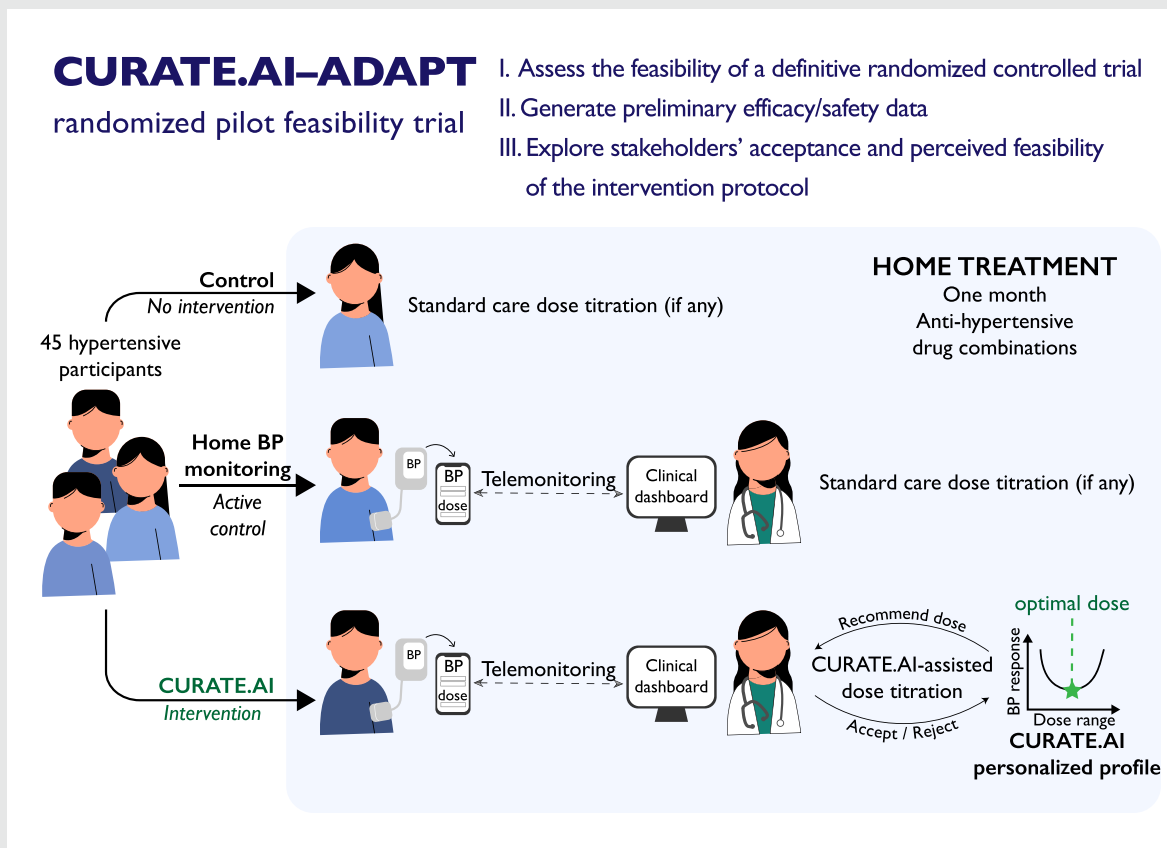 CURATE.AI–ADAPT
randomized pilot feasibility trial
I. Assess the feasibility of a definitive randomized controlled trial
II. Generate preliminary efficacy/safety data
III. Explore stakeholders’ acceptance and perceived feasibility
of the intervention protocol
HOME TREATMENT
One month
Anti-hypertensive
drug combinations
45 hypertensive
participants
Control
No intervention
Standard care dose titration (if any)
Home BP
monitoring
Active
control
BP
BP
dose
Telemonitoring
Clinical
dashboard
Standard care dose titration (if any)
CURATE.AI
Intervention
BP
BP
dose
Telemonitoring
Clinical
dashboard
Recommend dose
CURATE.AI-assisted
dose titration
Accept / Reject
optimal dose
BP response
Dose range
CURATE.AI
personalized profile